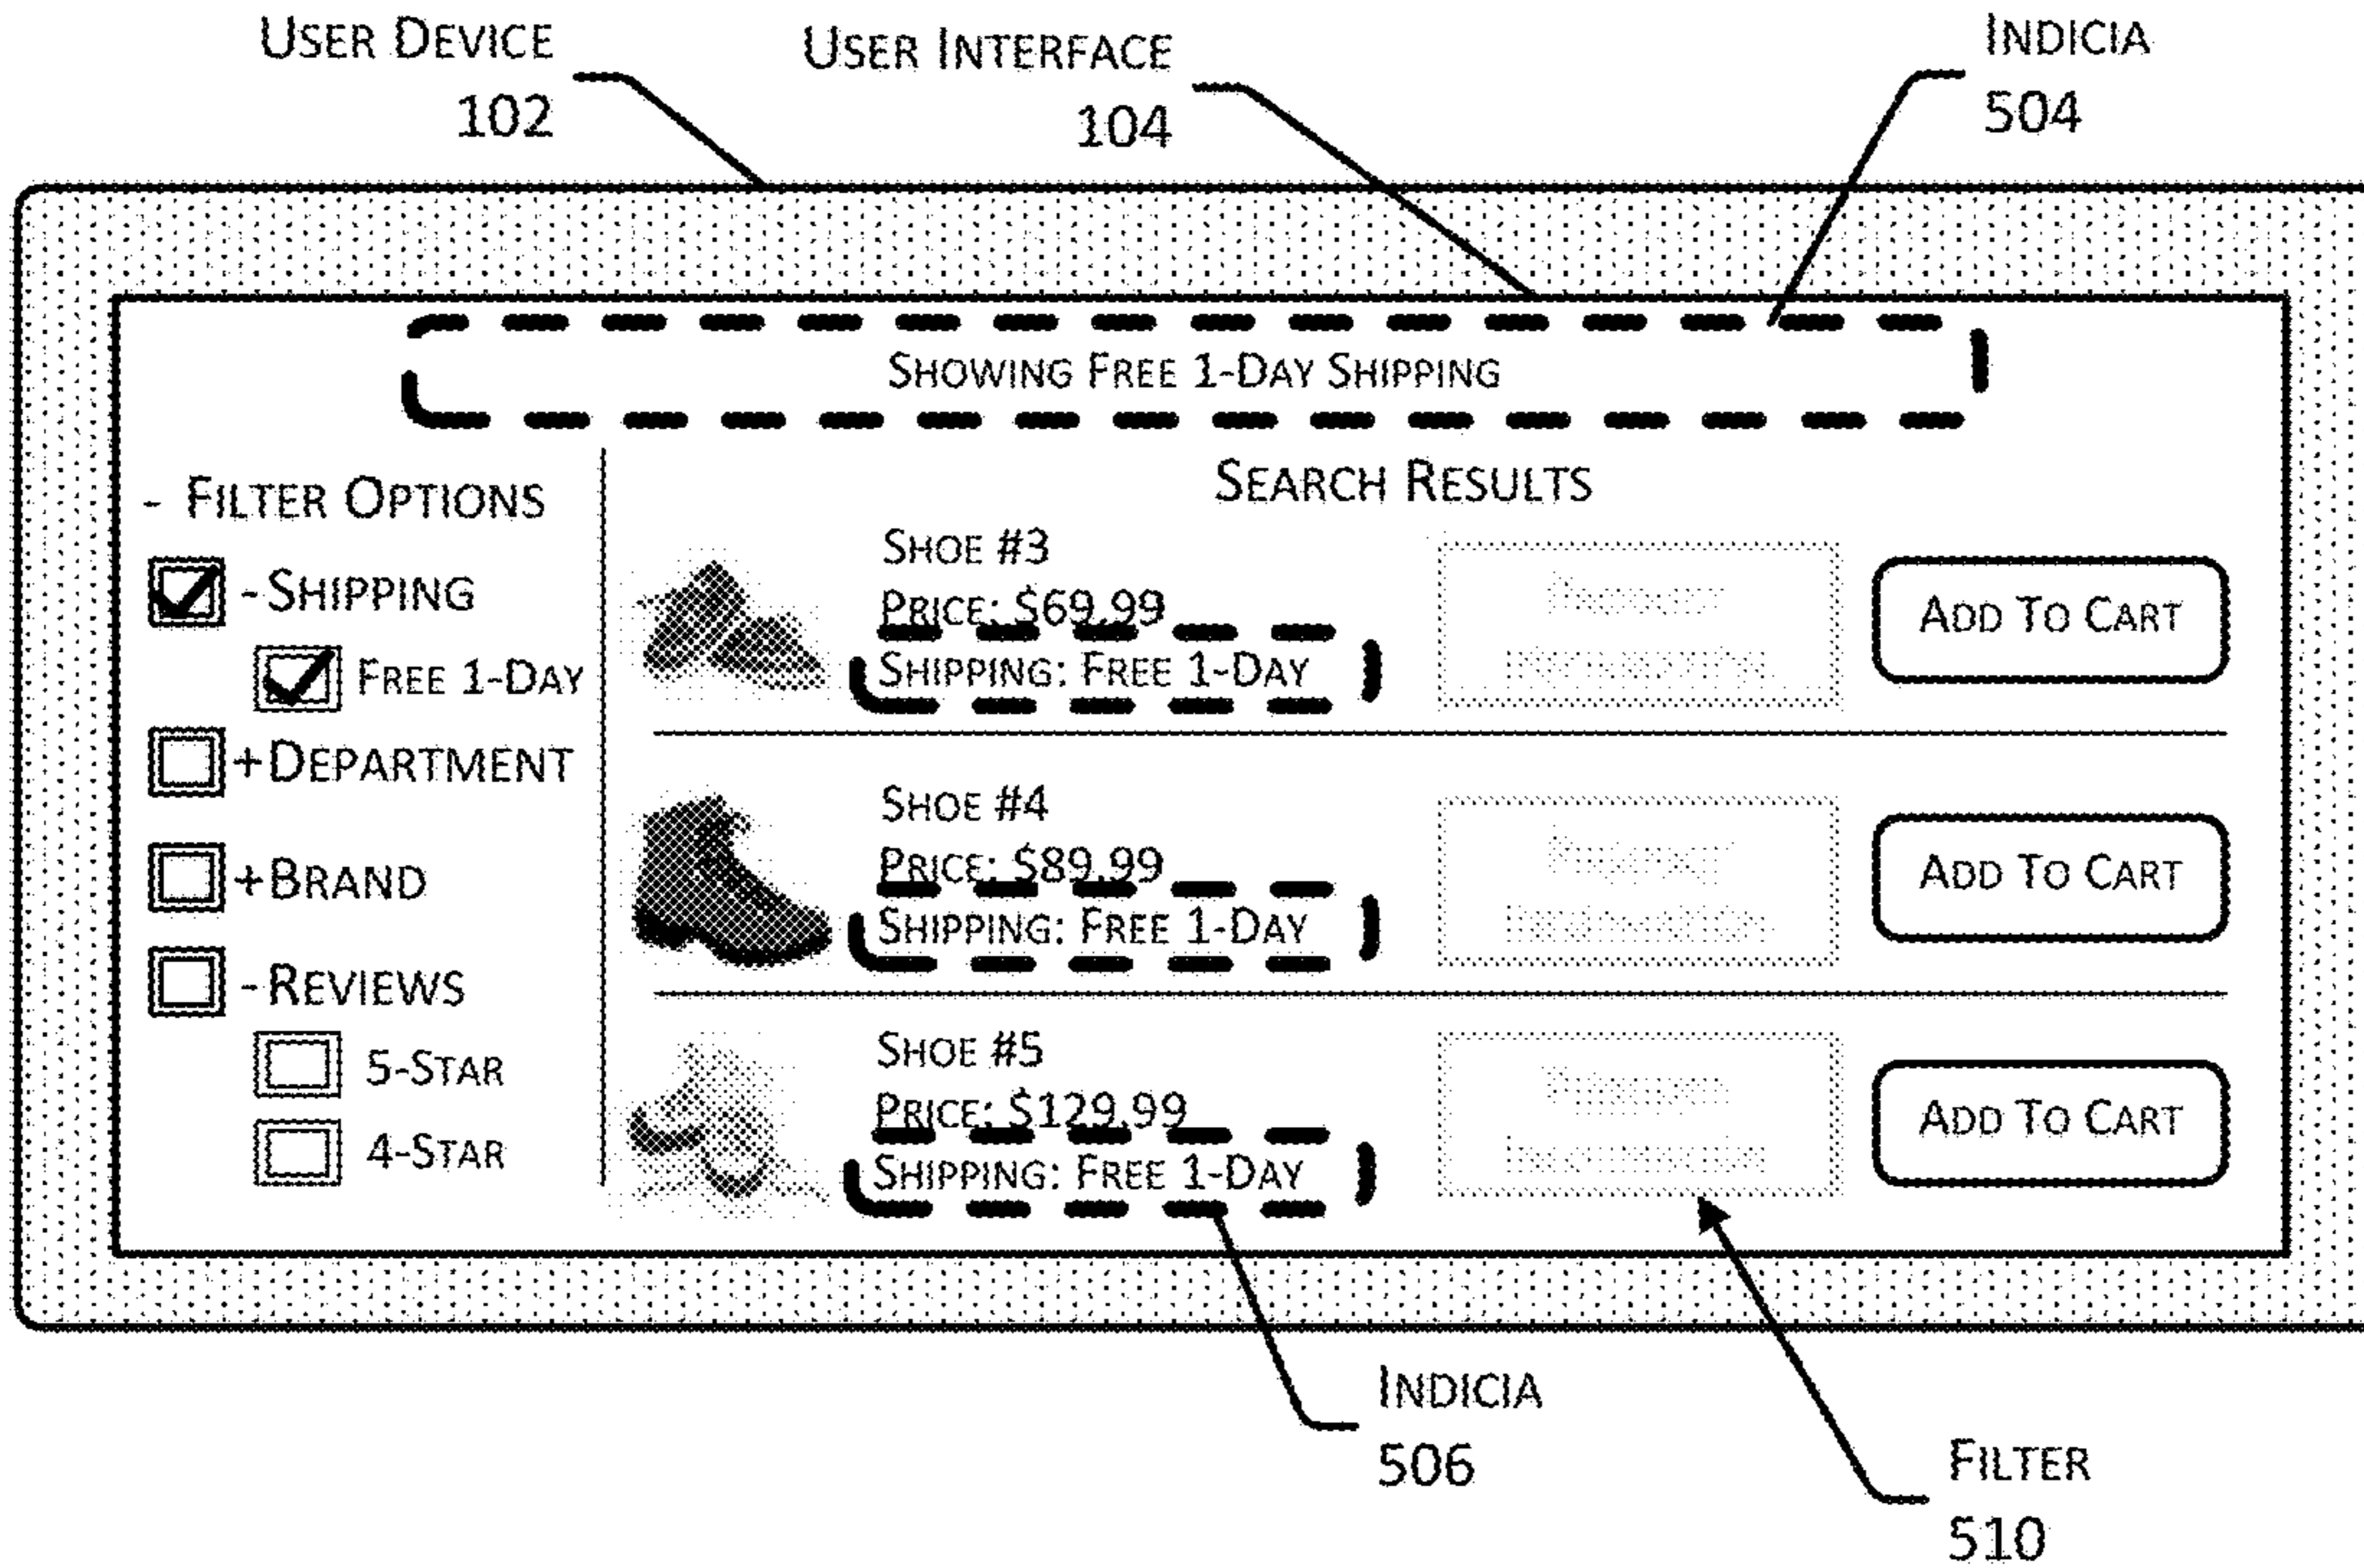 USER DEVICE
102
USER INTERFACE
104
INDICIA
504
SHOWING FREE 1-DAY SHIPPING
- FILTER OPTIONS
-SHIPPING
FREE 1-DAY
+DEPARTMENT
+BRAND
-REVIEWS
5-STAR
4-STAR
SEARCH RESULTS
SHOE #3
PRICE: $69.99
SHIPPING: FREE 1-DAY
ADD TO CART
SHOE #4
PRICE: $89.99
SHIPPING: FREE 1-DAY
ADD TO CART
SHOE #5
PRICE: $129.99
SHIPPING: FREE 1-DAY
ADD TO CART
INDICIA
506
FILTER
510